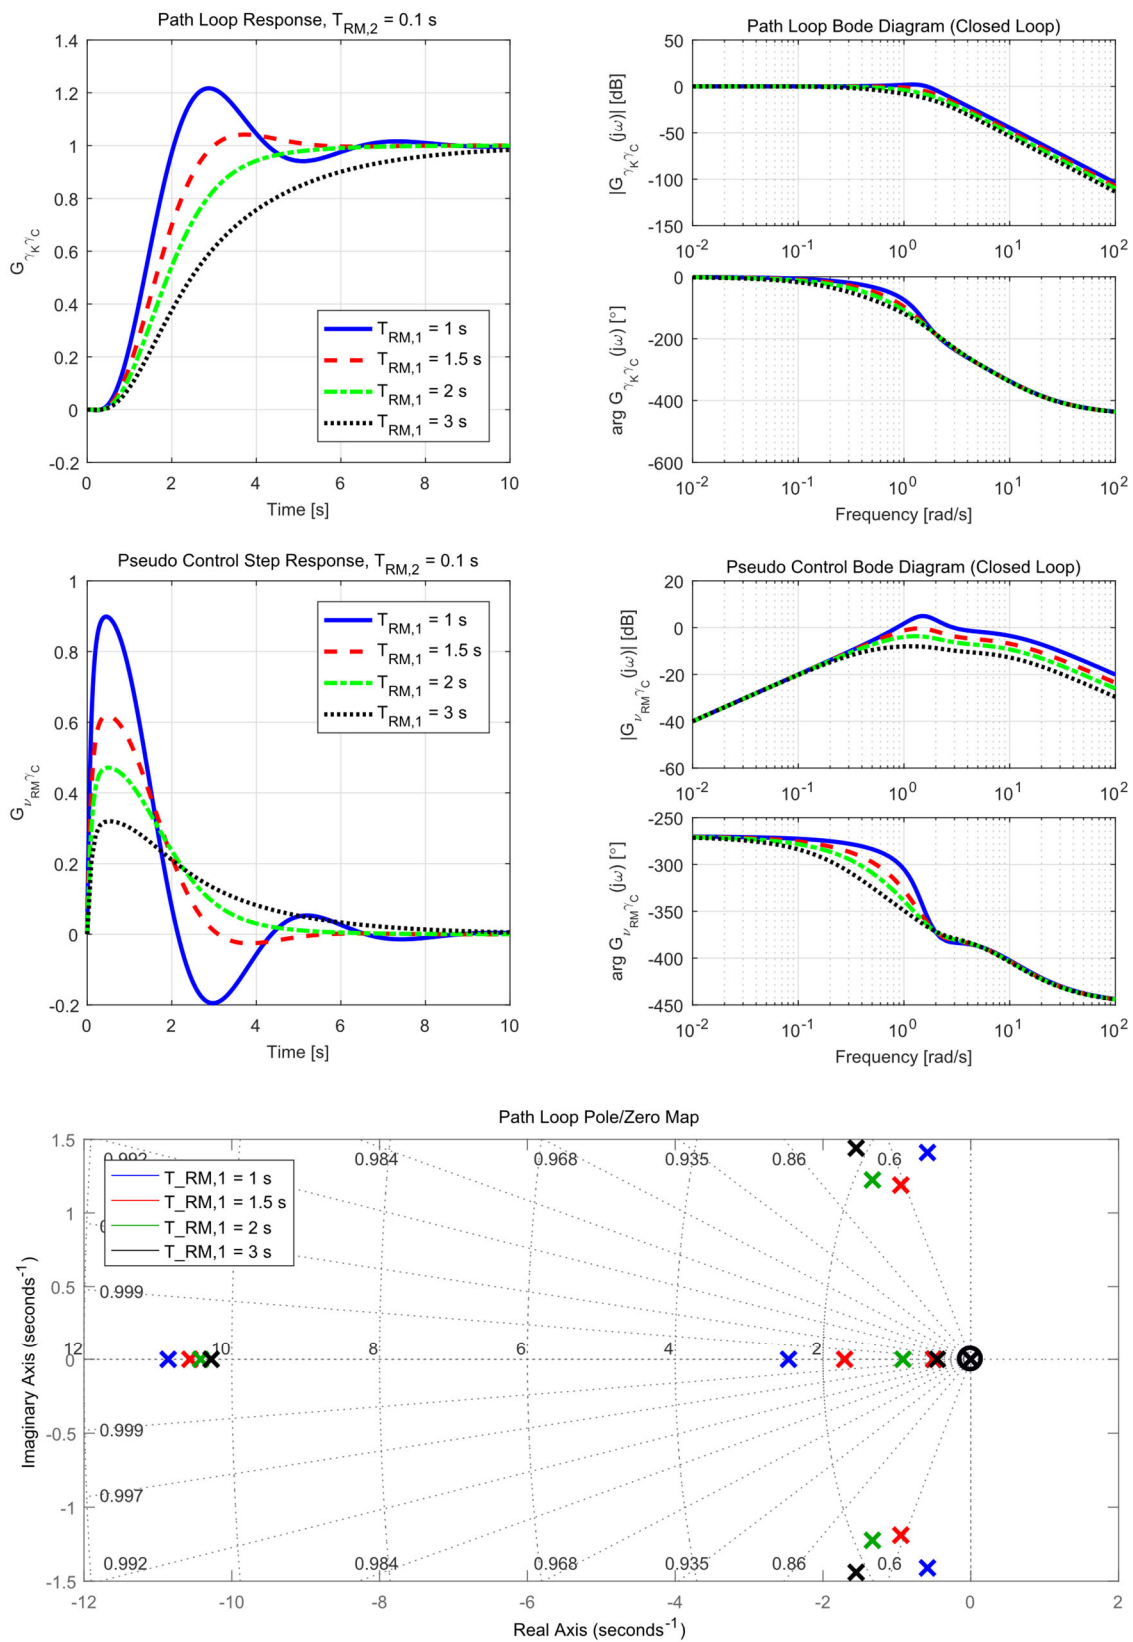 Path Loop Response, T_RM,2 = 0.1 s
1.4
1.2
1
0.8
0.6
0.4
0.2
0
-0.2
G_γ_Kγ_C
T_RM,1 = 1 s
T_RM,1 = 1.5 s
T_RM,1 = 2 s
T_RM,1 = 3 s
0 2 4 6 8 10
Time [s]
Path Loop Bode Diagram (Closed Loop)
50
0
-50
-100
-150
|G_γ_Kγ_C(jω)| [dB]
10^-2 10^-1 10^0 10^1 10^2
0
-200
-400
-600
arg G_γ_Kγ_C(jω) [°]
10^-2 10^-1 10^0 10^1 10^2
Frequency [rad/s]
Pseudo Control Step Response, T_RM,2 = 0.1 s
1
0.8
0.6
0.4
0.2
0
-0.2
G_ν_RMγ_C
T_RM,1 = 1 s
T_RM,1 = 1.5 s
T_RM,1 = 2 s
T_RM,1 = 3 s
0 2 4 6 8 10
Time [s]
Pseudo Control Bode Diagram (Closed Loop)
20
0
-20
-40
-60
|G_ν_RMγ_C(jω)| [dB]
10^-2 10^-1 10^0 10^1 10^2
-250
-300
-350
-400
-450
arg G_ν_RMγ_C(jω) [°]
10^-2 10^-1 10^0 10^1 10^2
Frequency [rad/s]
Path Loop Pole/Zero Map
1.5
1
0.5
0
-0.5
-1
-1.5
Imaginary Axis (seconds^-1)
0.992 0.984 0.968 0.935 0.86 0.6
T_RM,1 = 1 s
T_RM,1 = 1.5 s
T_RM,1 = 2 s
T_RM,1 = 3 s
0.999
12 10 8 6 4 2
0.999
0.997
0.992 0.984 0.968 0.935 0.86 0.6
-12 -10 -8 -6 -4 -2 0 2
Real Axis (seconds^-1)